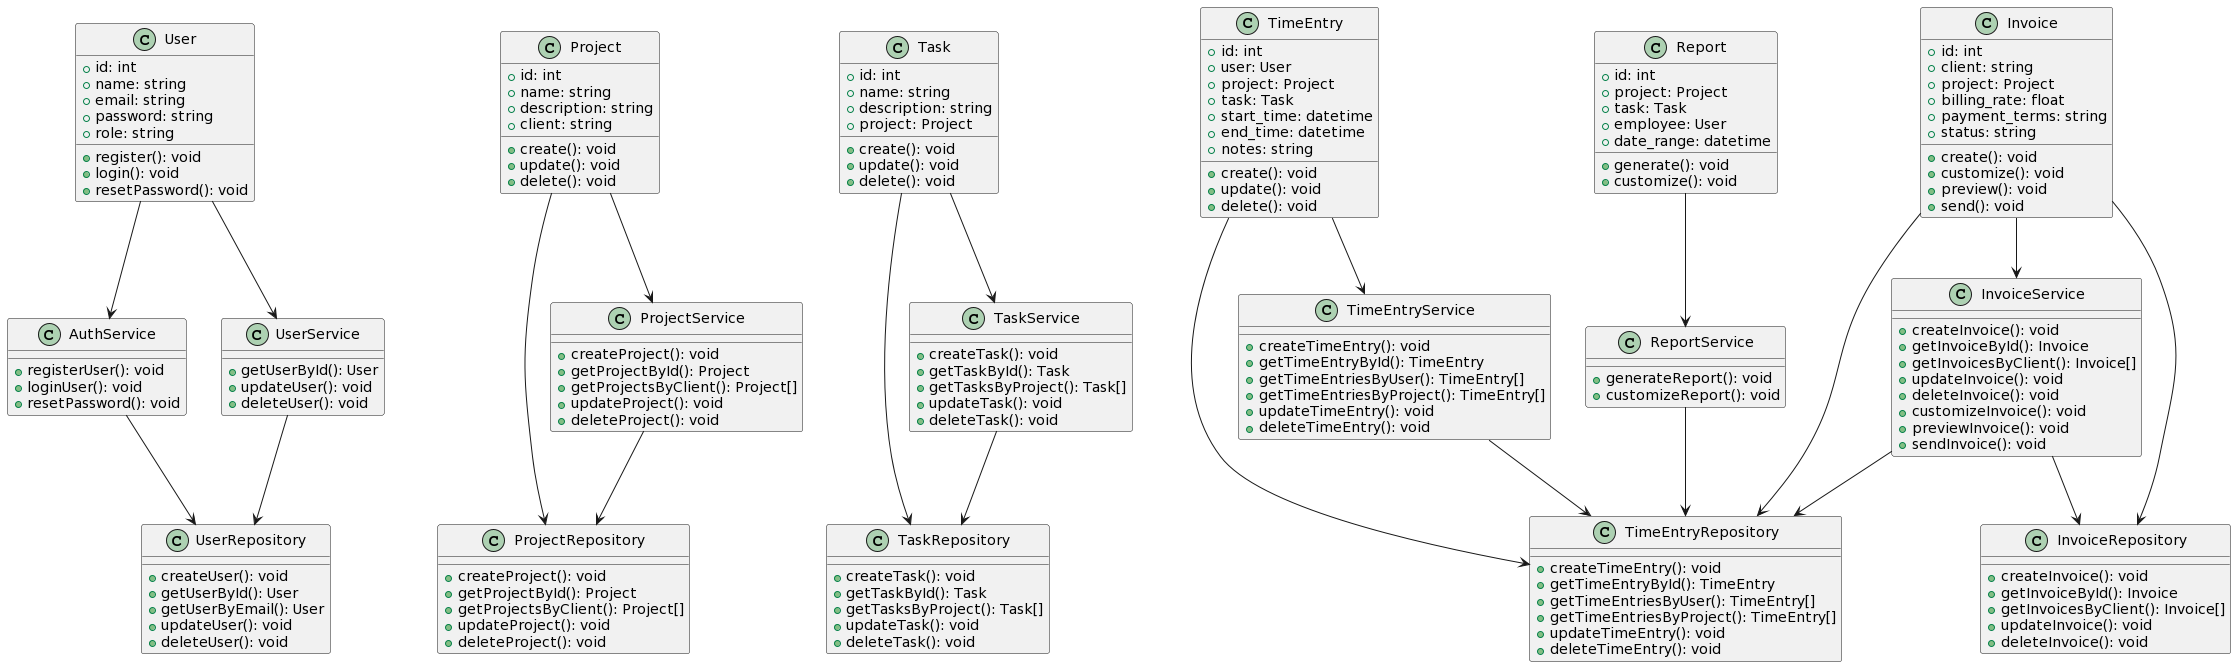 C User
id: int
name: string
email: string
password: string
role: string
register(): void
login(): void
resetPassword(): void
C Project
id: int
name: string
description: string
client: string
create(): void
update(): void
delete(): void
C Task
id: int
name: string
description: string
project: Project
create(): void
update(): void
delete(): void
C TimeEntry
id: int
user: User
project: Project
task: Task
start_time: datetime
end_time: datetime
notes: string
create(): void
update(): void
delete(): void
C Report
id: int
project: Project
task: Task
employee: User
date_range: datetime
generate(): void
customize(): void
C Invoice
id: int
client: string
project: Project
billing_rate: float
payment_terms: string
status: string
create(): void
customize(): void
preview(): void
send(): void
C AuthService
registerUser(): void
loginUser(): void
resetPassword(): void
C UserService
getUserById(): User
updateUser(): void
deleteUser(): void
C ProjectService
createProject(): void
getProjectById(): Project
getProjectsByClient(): Project[]
updateProject(): void
deleteProject(): void
C TaskService
createTask(): void
getTaskById(): Task
getTasksByProject(): Task[]
updateTask(): void
deleteTask(): void
C TimeEntryService
createTimeEntry(): void
getTimeEntryById(): TimeEntry
getTimeEntriesByUser(): TimeEntry[]
getTimeEntriesByProject(): TimeEntry[]
updateTimeEntry(): void
deleteTimeEntry(): void
C ReportService
generateReport(): void
customizeReport(): void
C InvoiceService
createInvoice(): void
getInvoiceById(): Invoice
getInvoicesByClient(): Invoice[]
updateInvoice(): void
deleteInvoice(): void
customizeInvoice(): void
previewInvoice(): void
sendInvoice(): void
C UserRepository
createUser(): void
getUserById(): User
getUserByEmail(): User
updateUser(): void
deleteUser(): void
C ProjectRepository
createProject(): void
getProjectById(): Project
getProjectsByClient(): Project[]
updateProject(): void
deleteProject(): void
C TaskRepository
createTask(): void
getTaskById(): Task
getTasksByProject(): Task[]
updateTask(): void
deleteTask(): void
C TimeEntryRepository
createTimeEntry(): void
getTimeEntryById(): TimeEntry
getTimeEntriesByUser(): TimeEntry[]
getTimeEntriesByProject(): TimeEntry[]
updateTimeEntry(): void
deleteTimeEntry(): void
C InvoiceRepository
createInvoice(): void
getInvoiceById(): Invoice
getInvoicesByClient(): Invoice[]
updateInvoice(): void
deleteInvoice(): void